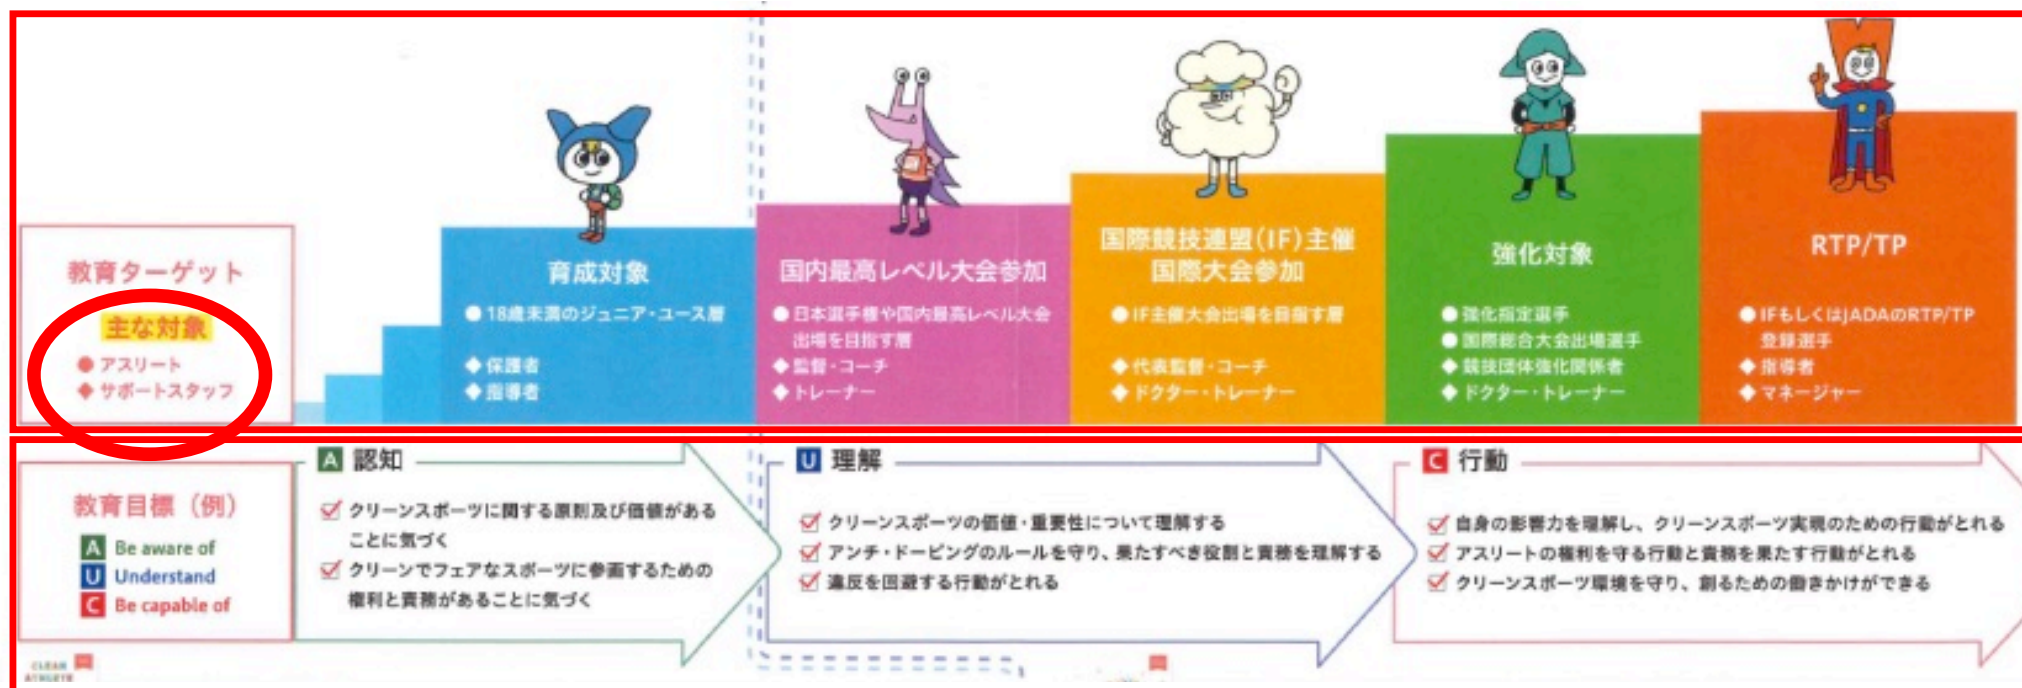 教育ターゲット
主な対象
●アスリート
◆サポートスタッフ
育成対象
●18歳未満のジュニア・ユース層
◆保護者
◆指導者
国内最高レベル大会参加
●日本選手権や国内最高レベル大会
出場を目指す層
◆監督・コーチ
◆トレーナー
国際競技連盟(IF)主催
国際大会参加
●IF主催大会出場を目指す層
◆代表監督・コーチ
◆ドクター・トレーナー
強化対象
●強化指定選手
●国際総合大会出場選手
◆競技団体強化関係者
◆ドクター・トレーナー
RTP/TP
●IFもしくはJADAのRTP/TP
登録選手
◆指導者
◆マネージャー
教育目標（例）
A Be aware of
U Understand
C Be capable of
A 認知
クリーンスポーツに関する原則及び価値がある
ことに気づく
クリーンでフェアなスポーツに参画するための
権利と責務があることに気づく
U 理解
クリーンスポーツの価値・重要性について理解する
アンチ・ドーピングのルールを守り、果たすべき役割と責務を理解する
違反を回避する行動がとれる
C 行動
自身の影響力を理解し、クリーンスポーツ実現のための行動がとれる
アスリートの権利を守る行動と責務を果たす行動がとれる
クリーンスポーツ環境を守り、創るための働きかけができる
CLEAN
ATHLETE